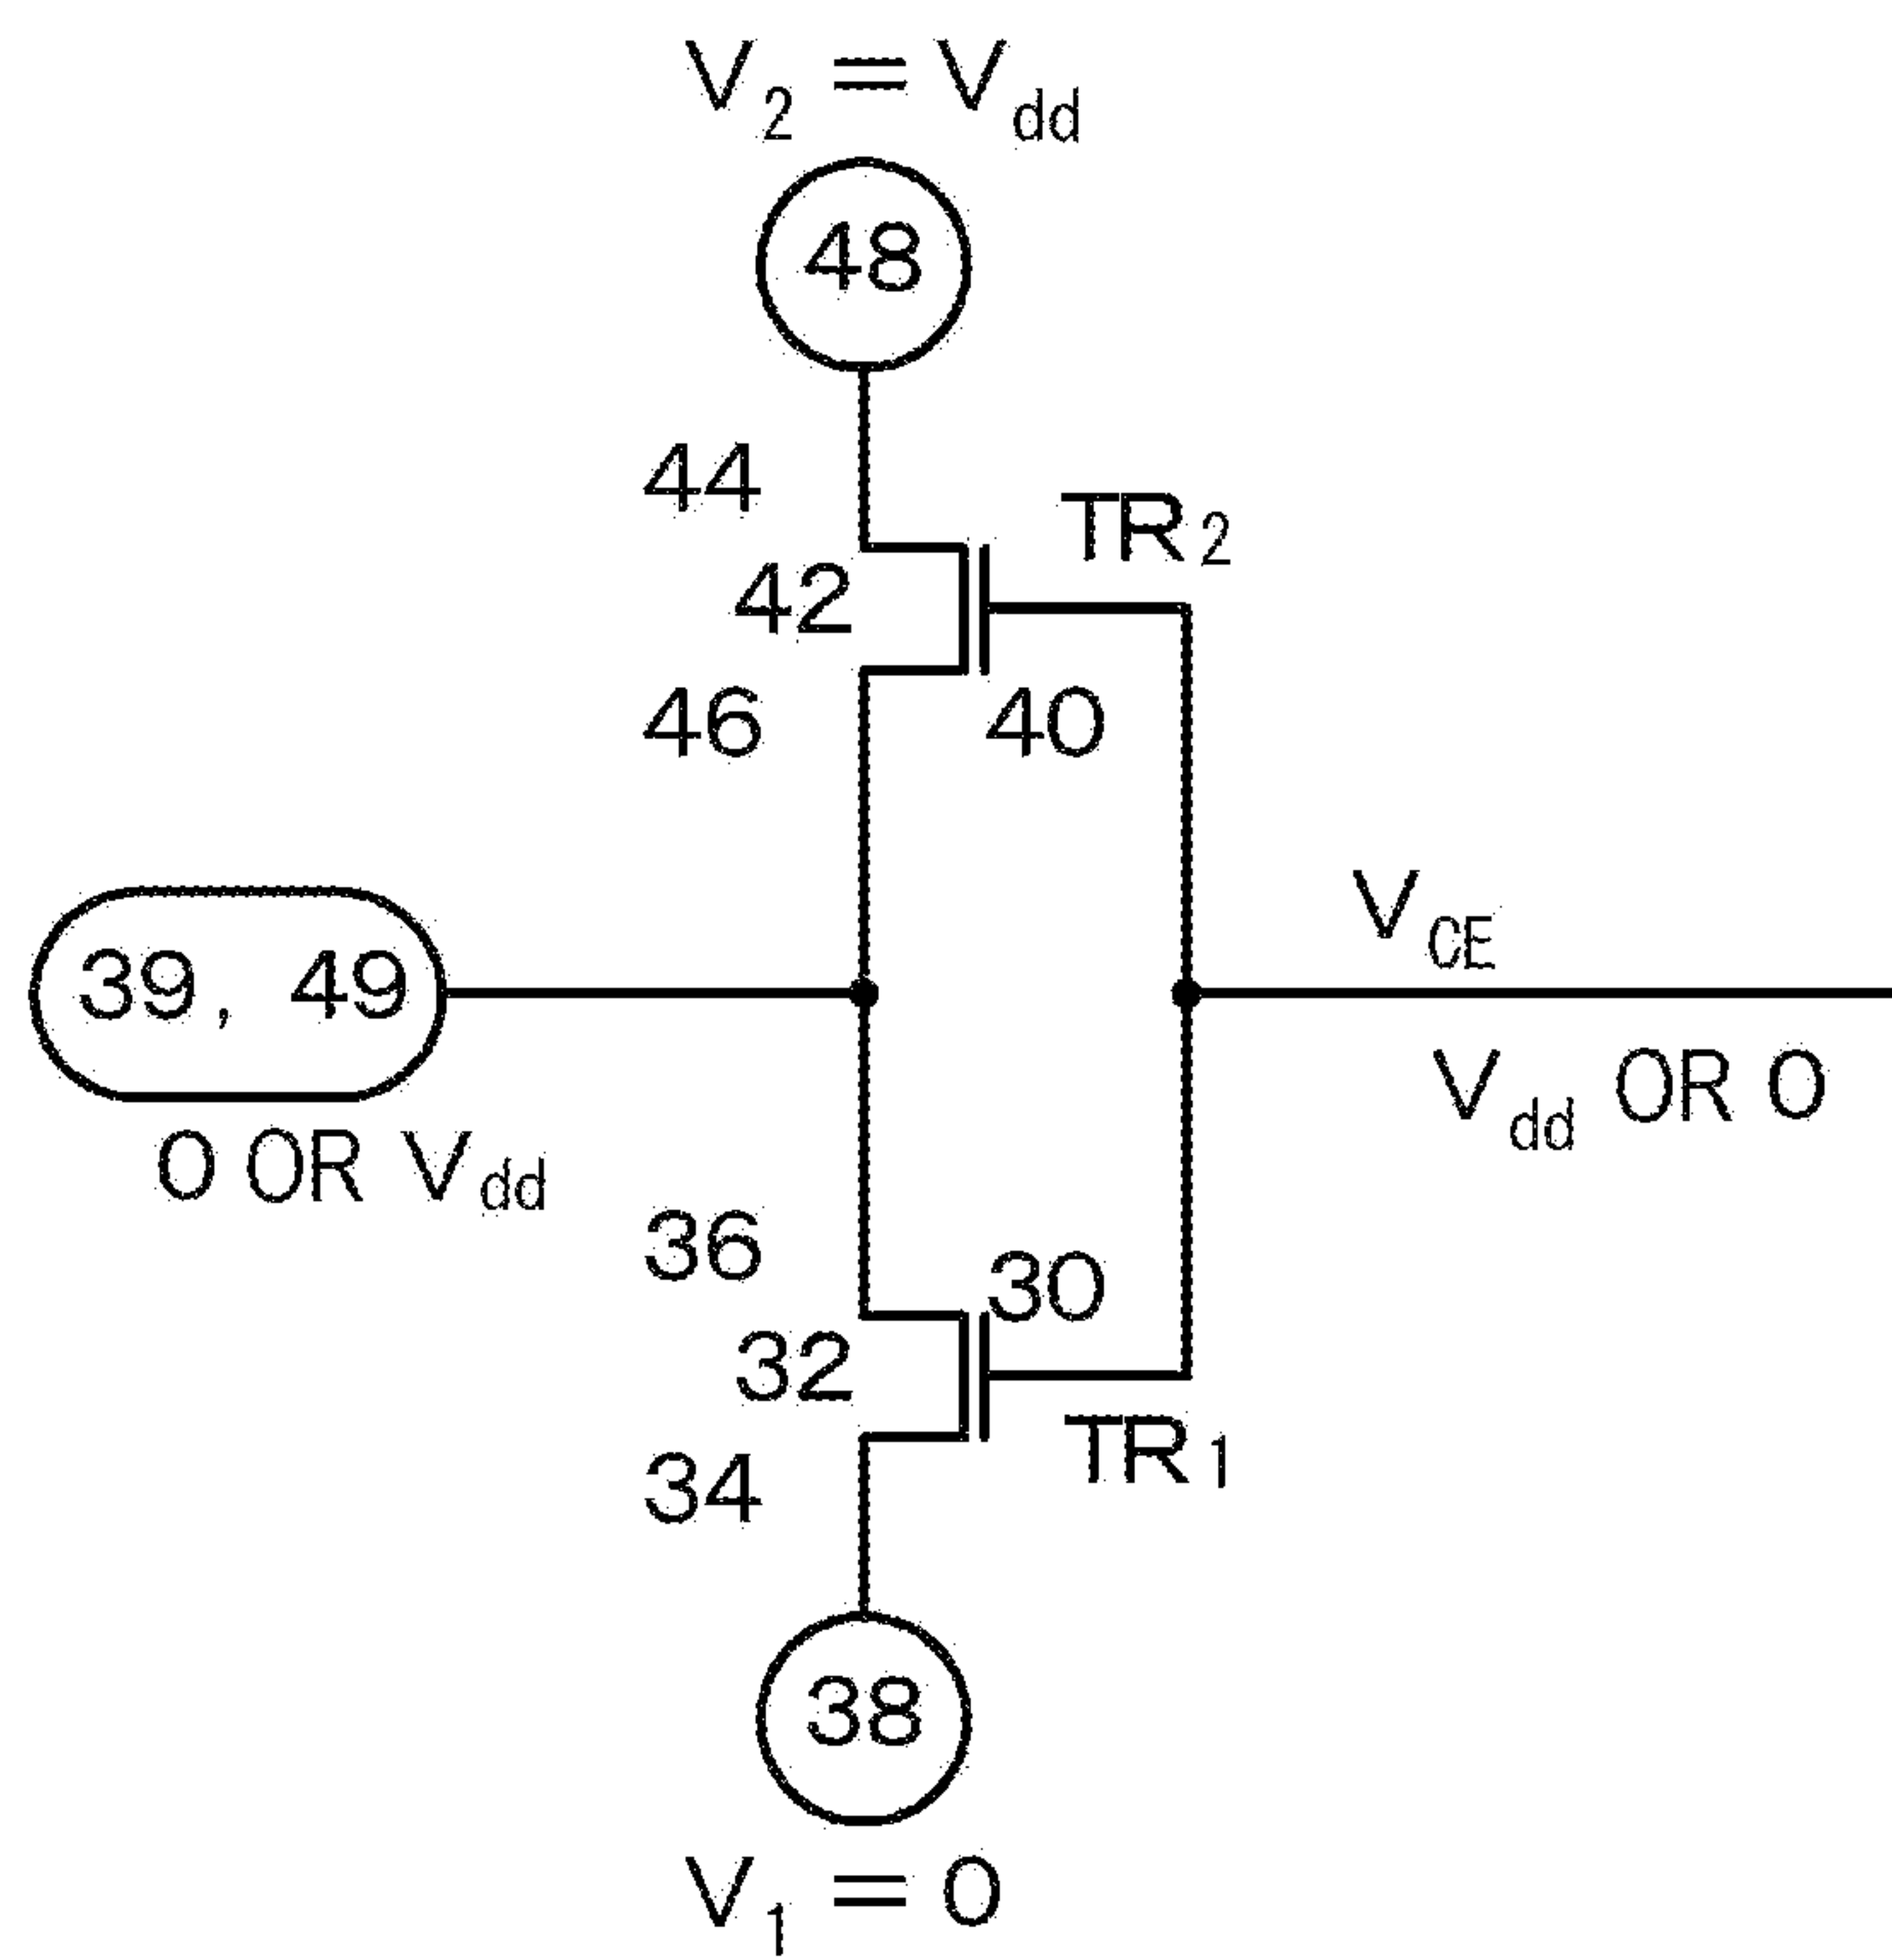 V2 = Vdd
48
44
TR2
42
46
40
VCE
39, 49
Vdd OR 0
0 OR Vdd
36
30
32
TR1
34
38
V1 = 0